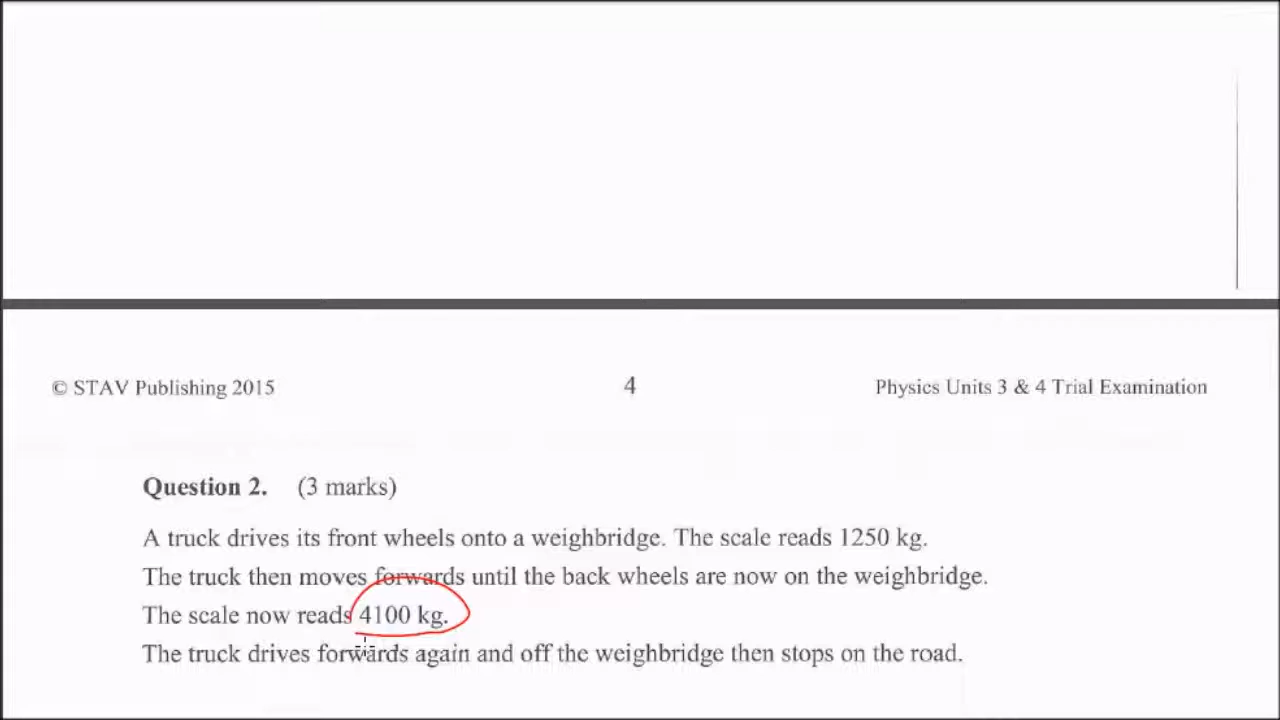 © STAV Publishing 2015 4 Physics Units 3 & 4 Trial Examination
Question 2. (3 marks)
A truck drives its front wheels onto a weighbridge. The scale reads 1250 kg.
The truck then moves forwards until the back wheels are now on the weighbridge.
The scale now reads 4100 kg.
The truck drives forwards again and off the weighbridge then stops on the road.